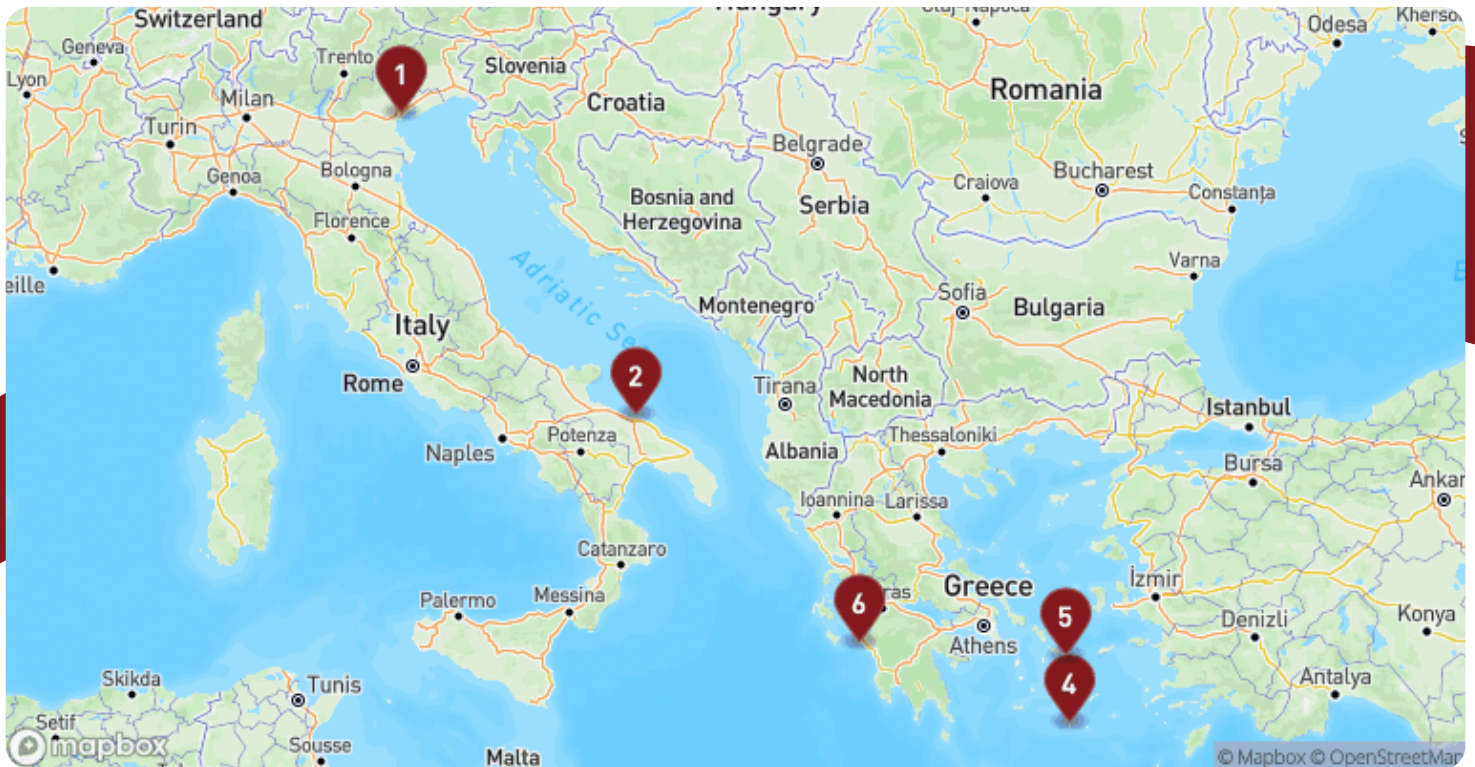 Switzerland
Hungary
Cluj-Napoca
Odesa
Kherso
Geneva
Trento
1
Slovenia
Lyon
Milan
Croatia
Romania
Turin
Belgrade
Genoa
Bologna
Bosnia and
Herzegovina
Serbia
Craiova
Bucharest
Constanța
Florence
Adriatic Sea
Varna
eille
Montenegro
Sofia
Bulgaria
Italy
Rome
2
Tirana
North
Macedonia
Istanbul
Naples
Potenza
Albania
Thessaloniki
Bursa
Ankar
Ioannina
Larissa
Catanzaro
İzmir
Palermo
Messina
6
ras
Greece
5
Athens
Denizli
Konya
Skikda
Tunis
4
Antalya
Setif
mapbox
Sousse
Malta
© Mapbox © OpenStreetMap